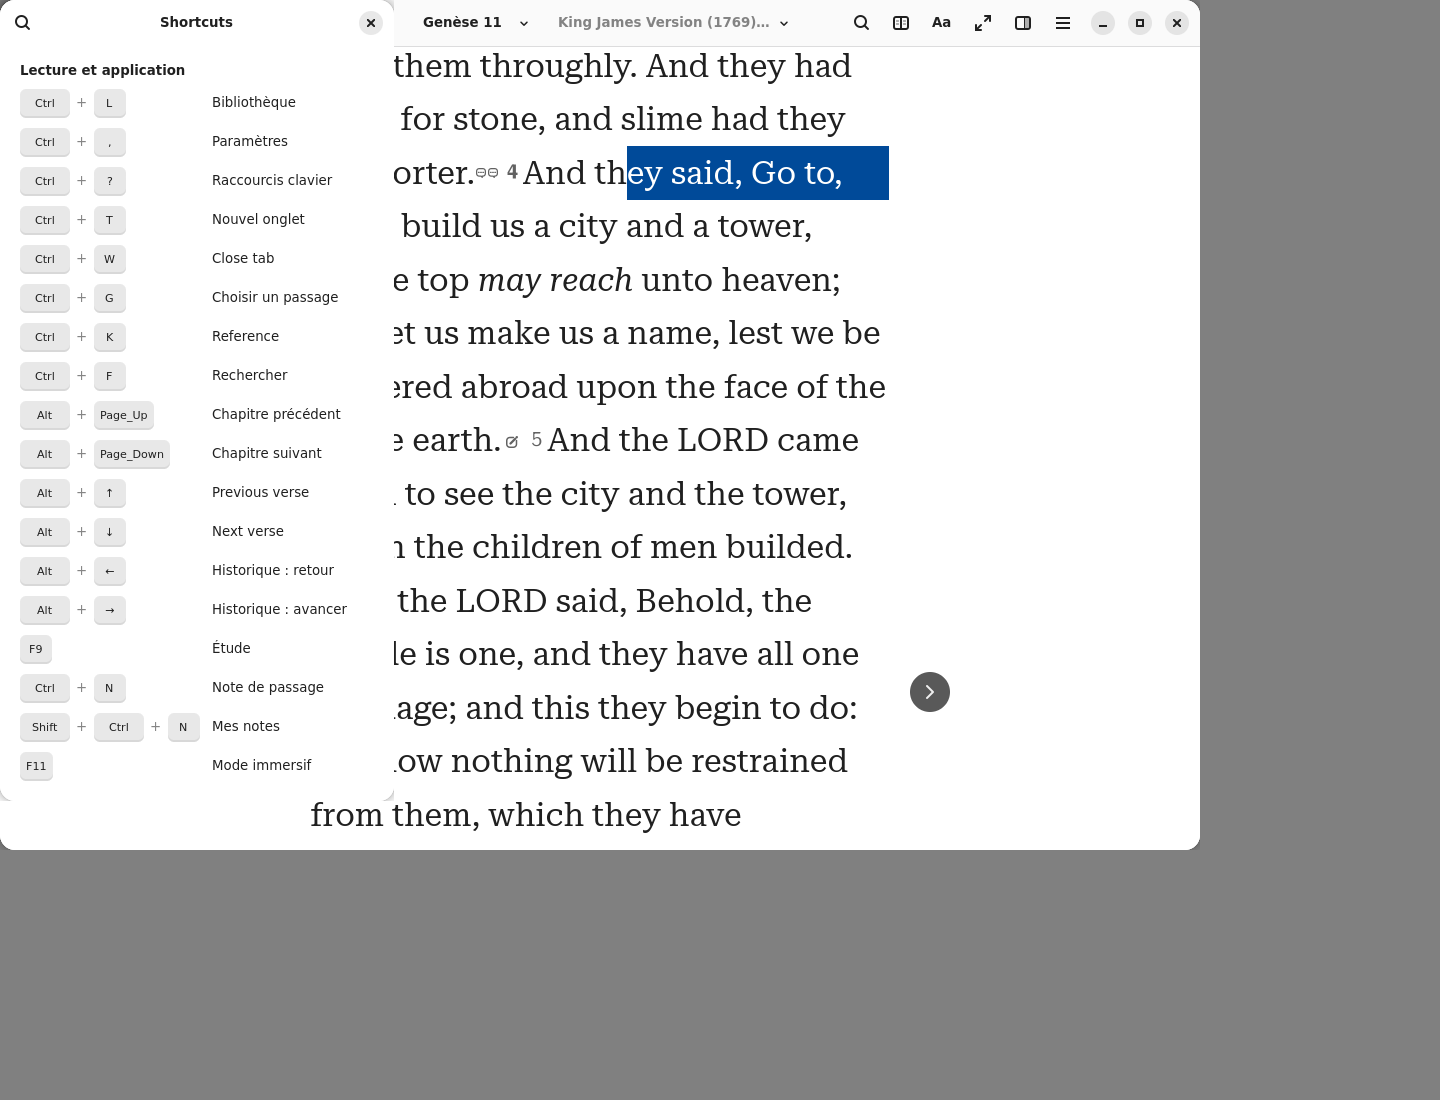 Shortcuts
Lecture et application
Ctrl + L Bibliothèque
Ctrl + , Paramètres
Ctrl + ? Raccourcis clavier
Ctrl + T Nouvel onglet
Ctrl + W Close tab
Ctrl + G Choisir un passage
Ctrl + K Reference
Ctrl + F Rechercher
Alt + Page_Up Chapitre précédent
Alt + Page_Down Chapitre suivant
Alt + ↑ Previous verse
Alt + ↓ Next verse
Alt + ← Historique : retour
Alt + → Historique : avancer
F9 Étude
Ctrl + N Note de passage
Shift + Ctrl + N Mes notes
F11 Mode immersif
Genèse 11 King James Version (1769)… Aa
them throughly. And they had
for stone, and slime had they
orter. 4 And they said, Go to,
build us a city and a tower,
e top may reach unto heaven;
et us make us a name, lest we be
ered abroad upon the face of the
e earth. 5 And the LORD came
to see the city and the tower,
the children of men builded.
the LORD said, Behold, the
le is one, and they have all one
age; and this they begin to do:
ow nothing will be restrained
from them, which they have